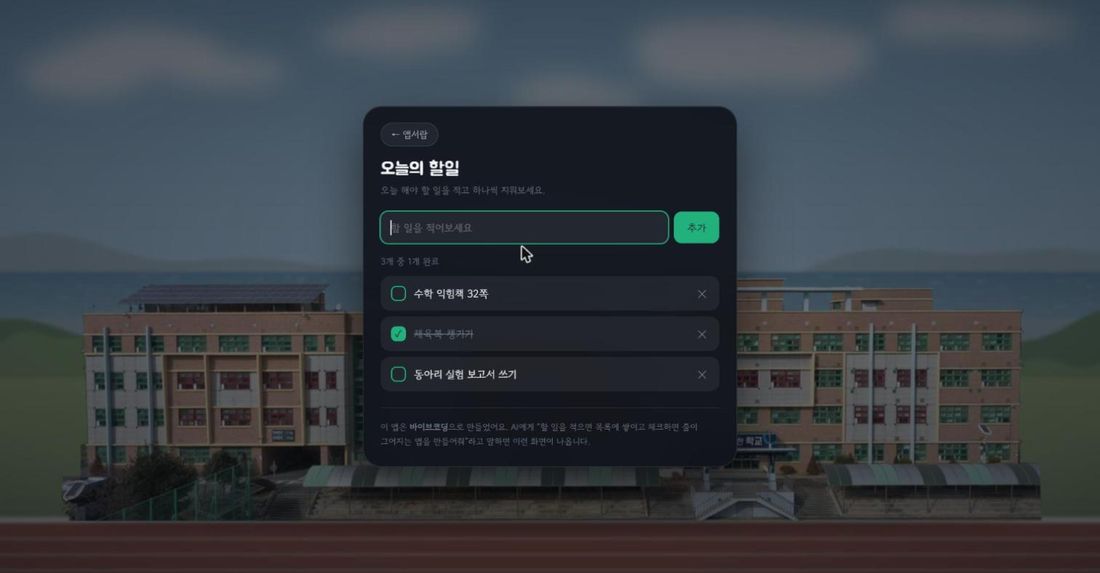 ← 앱서랍
오늘의 할일
오늘 해야 할 일을 적고 하나씩 지워보세요.
할 일을 적어보세요
추가
3개 중 1개 완료
수학 익힘책 32쪽
체육복 챙기기
동아리 실험 보고서 쓰기
이 앱은 바이브코딩으로 만들었어요. AI에게 "할 일을 적으면 목록에 쌓이고 체크하면 줄이
그어지는 앱을 만들어줘"라고 말하면 이런 화면이 나옵니다.
학교